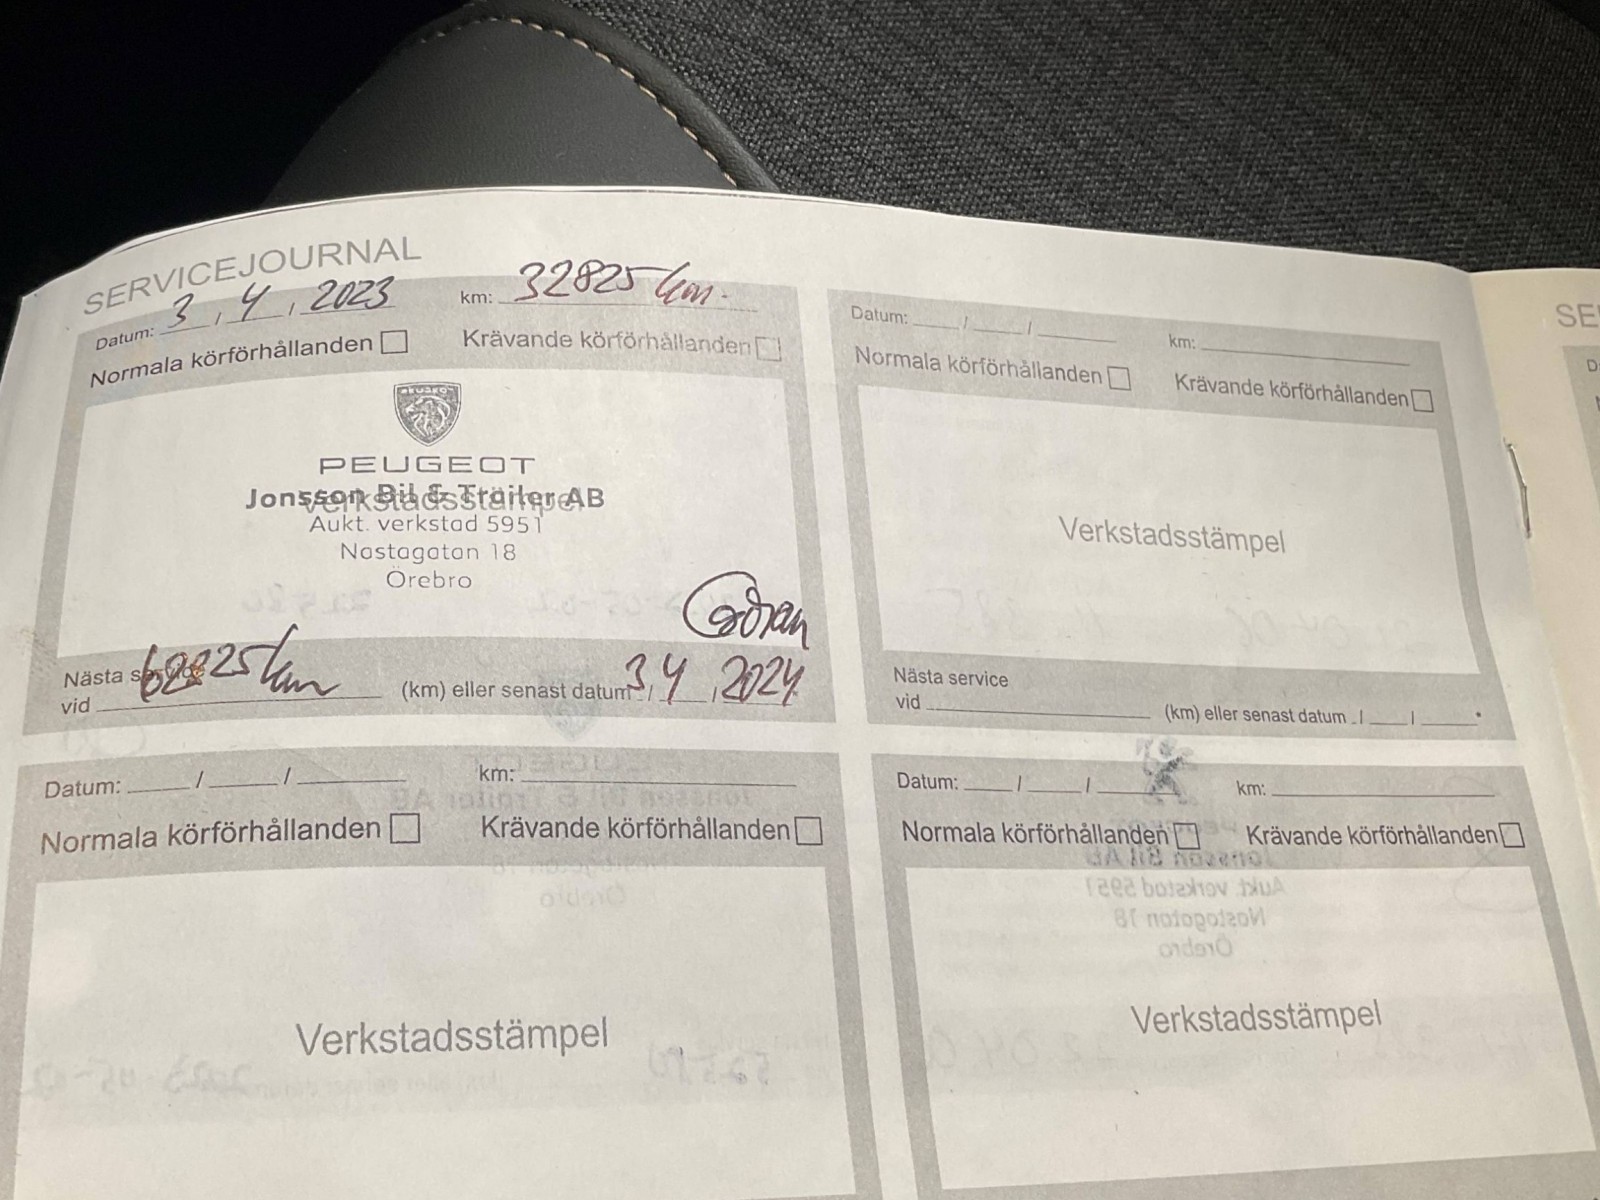 SERVICEJOURNAL
Datum: 3 / 4 / 2023 km: 32825 km
Normala körförhållanden Krävande körförhållanden
PEUGEOT
Jonsson Bil & Trailer AB
Verkstadsstämpel
Aukt. verkstad 5951
Nastagatan 18
Örebro
Göran
Nästa service
vid 62825 km (km) eller senast datum 3 / 4 / 2024
Datum: / / km:
Normala körförhållanden Krävande körförhållanden
Verkstadsstämpel
Nästa service
vid (km) eller senast datum / / .
Datum: / / km:
Normala körförhållanden Krävande körförhållanden
Verkstadsstämpel
Datum: / / km:
Normala körförhållanden Krävande körförhållanden
Verkstadsstämpel
SE
D